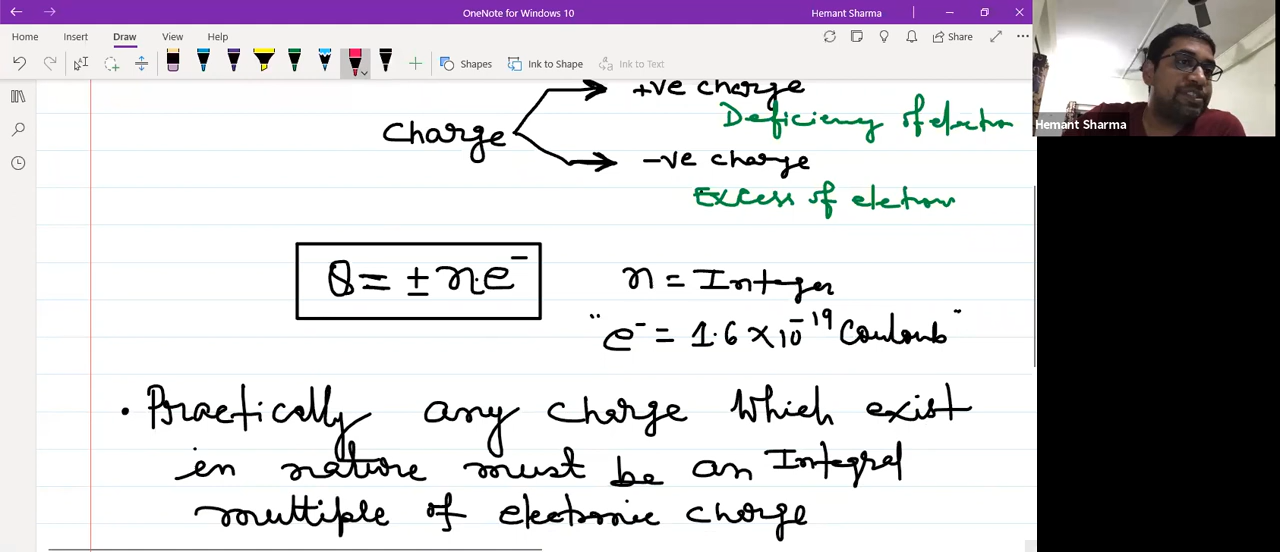 OneNote for Windows 10
Hemant Sharma
Home Insert Draw View Help
Share
Shapes Ink to Shape Ink to Text
+ve charge
Deficiency of electron
Charge
-ve charge
Excess of eletrons
Hemant Sharma
Q = ± n.e⁻
n = Integer
"e⁻ = 1.6 × 10⁻¹⁹ Coulomb"
• Practically any charge which exist
in nature must be an Integral
multiple of electronic charge